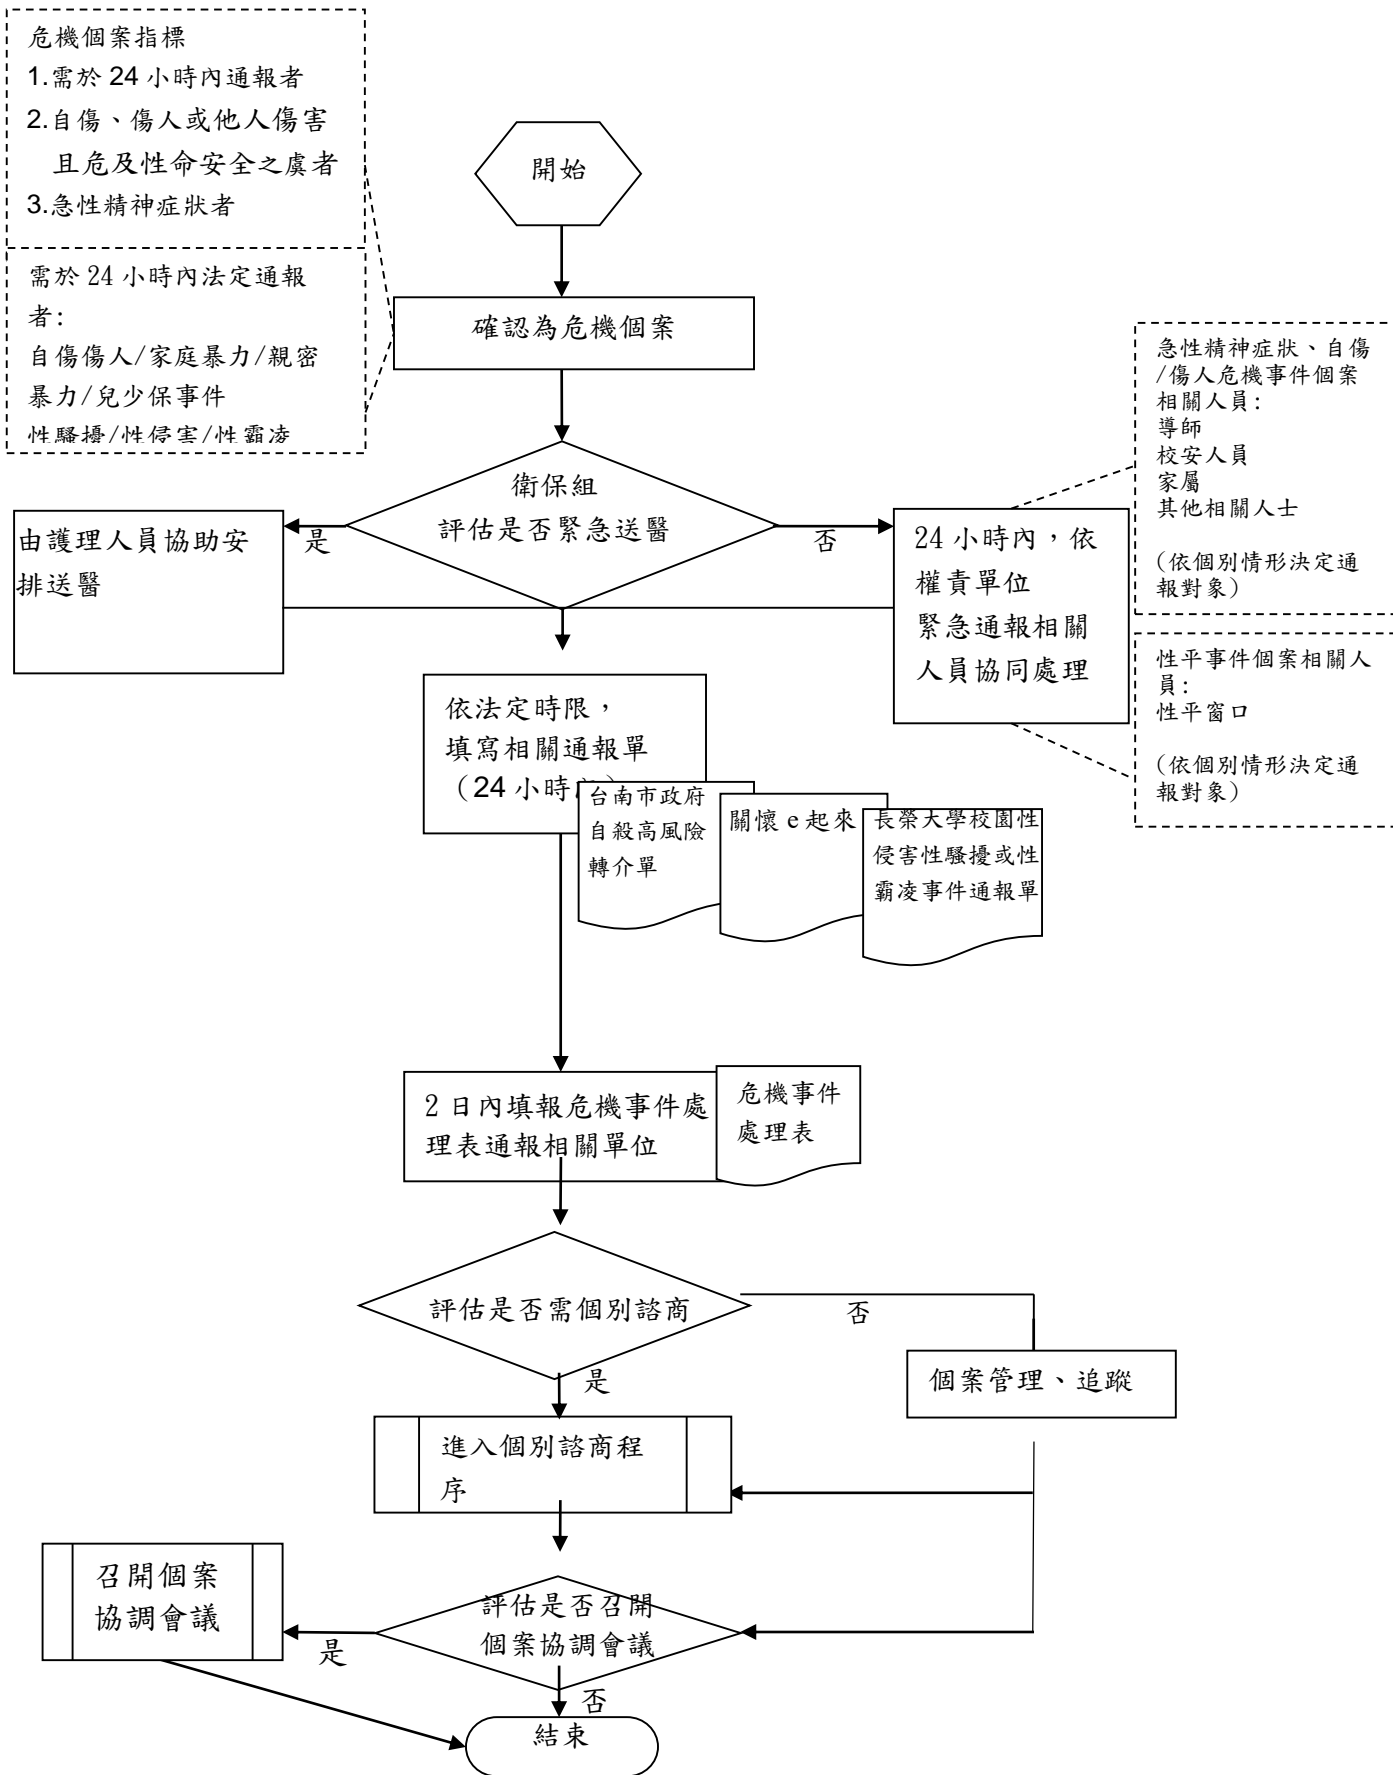 危機個案指標
1.需於 24 小時內通報者
2.自傷、傷人或他人傷害
且危及性命安全之虞者
3.急性精神症狀者
需於 24 小時內法定通報
者:
自傷傷人/家庭暴力/親密
暴力/兒少保事件
性騷擾/性侵害/性霸凌
開始
確認為危機個案
衛保組
評估是否緊急送醫
是
否
由護理人員協助安
排送醫
24 小時內，依
權責單位
緊急通報相關
人員協同處理
急性精神症狀、自傷
/傷人危機事件個案
相關人員:
導師
校安人員
家屬
其他相關人士
(依個別情形決定通
報對象)
性平事件個案相關人
員:
性平窗口
(依個別情形決定通
報對象)
依法定時限，
填寫相關通報單
（24 小時
台南市政府
自殺高風險
轉介單
關懷 e 起來
長榮大學校園性
侵害性騷擾或性
霸凌事件通報單
2 日內填報危機事件處
理表通報相關單位
危機事件
處理表
評估是否需個別諮商
否
是
個案管理、追蹤
進入個別諮商程
序
評估是否召開
個案協調會議
是
否
召開個案
協調會議
結束